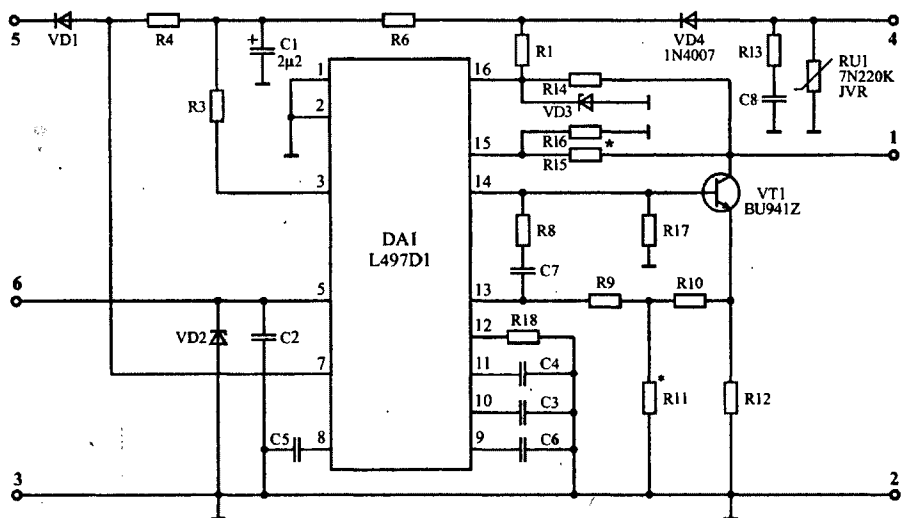 5
VD1
R4
+
C1
2µ2
R6
R1
VD4
1N4007
R13
4
RU1
7N220K
JVR
C8
R3
1
2
3
5
7
8
DA1
L497D1
16
15
14
13
12
11
10
9
R14
VD3
R16
R15
*
1
VT1
BU941Z
R8
R17
C7
6
R9
R10
VD2
C2
R18
C4
C3
C6
C5
*
R11
R12
3
2